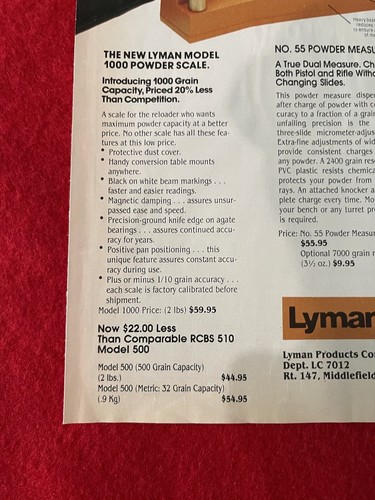 THE NEW LYMAN MODEL
1000 POWDER SCALE.
Introducing 1000 Grain
Capacity, Priced 20% Less
Than Competition.
A scale for the reloader who wants
maximum powder capacity at a better
price. No other scale has all these fea-
tures at this low price.
• Protective dust cover.
• Handy conversion table mounts
anywhere.
• Black on white beam markings . . .
faster and easier readings.
• Magnetic damping . . . assures unsur-
passed ease and speed.
• Precision-ground knife edge on agate
bearings . . . assures continued accu-
racy for years.
• Positive pan positioning . . . this
unique feature assures constant accu-
racy during use.
• Plus or minus 1/10 grain accuracy . . .
each scale is factory calibrated before
shipment.
Model 1000 Price: (2 lbs) $59.95
Now $22.00 Less
Than Comparable RCBS 510
Model 500
Model 500 (500 Grain Capacity)
(2 lbs.) $44.95
Model 500 (Metric: 32 Grain Capacity)
(.9 Kg) $54.95
Heavy base
reduces
to ensure
NO. 55 POWDER MEASU
A True Dual Measure. Ch
Both Pistol and Rifle Witho
Changing Slides.
This powder measure dispe
after charge of powder with c
curacy to a fraction of a grain
unfailing precision is the
three-slide micrometer-adjus
Extra-fine adjustments of wid
provide consistent charges
any powder. A 2400 grain rese
PVC plastic resists chemica
protects your powder from
rays. An attached knocker a
plete charge every time. Mo
your bench or any turret pr
is required.
Price: No. 55 Powder Measu
$55.95
Optional 7000 grain r
(3½ oz.) $9.95
Lyman
Lyman Products Co
Dept. LC 7012
Rt. 147, Middlefield